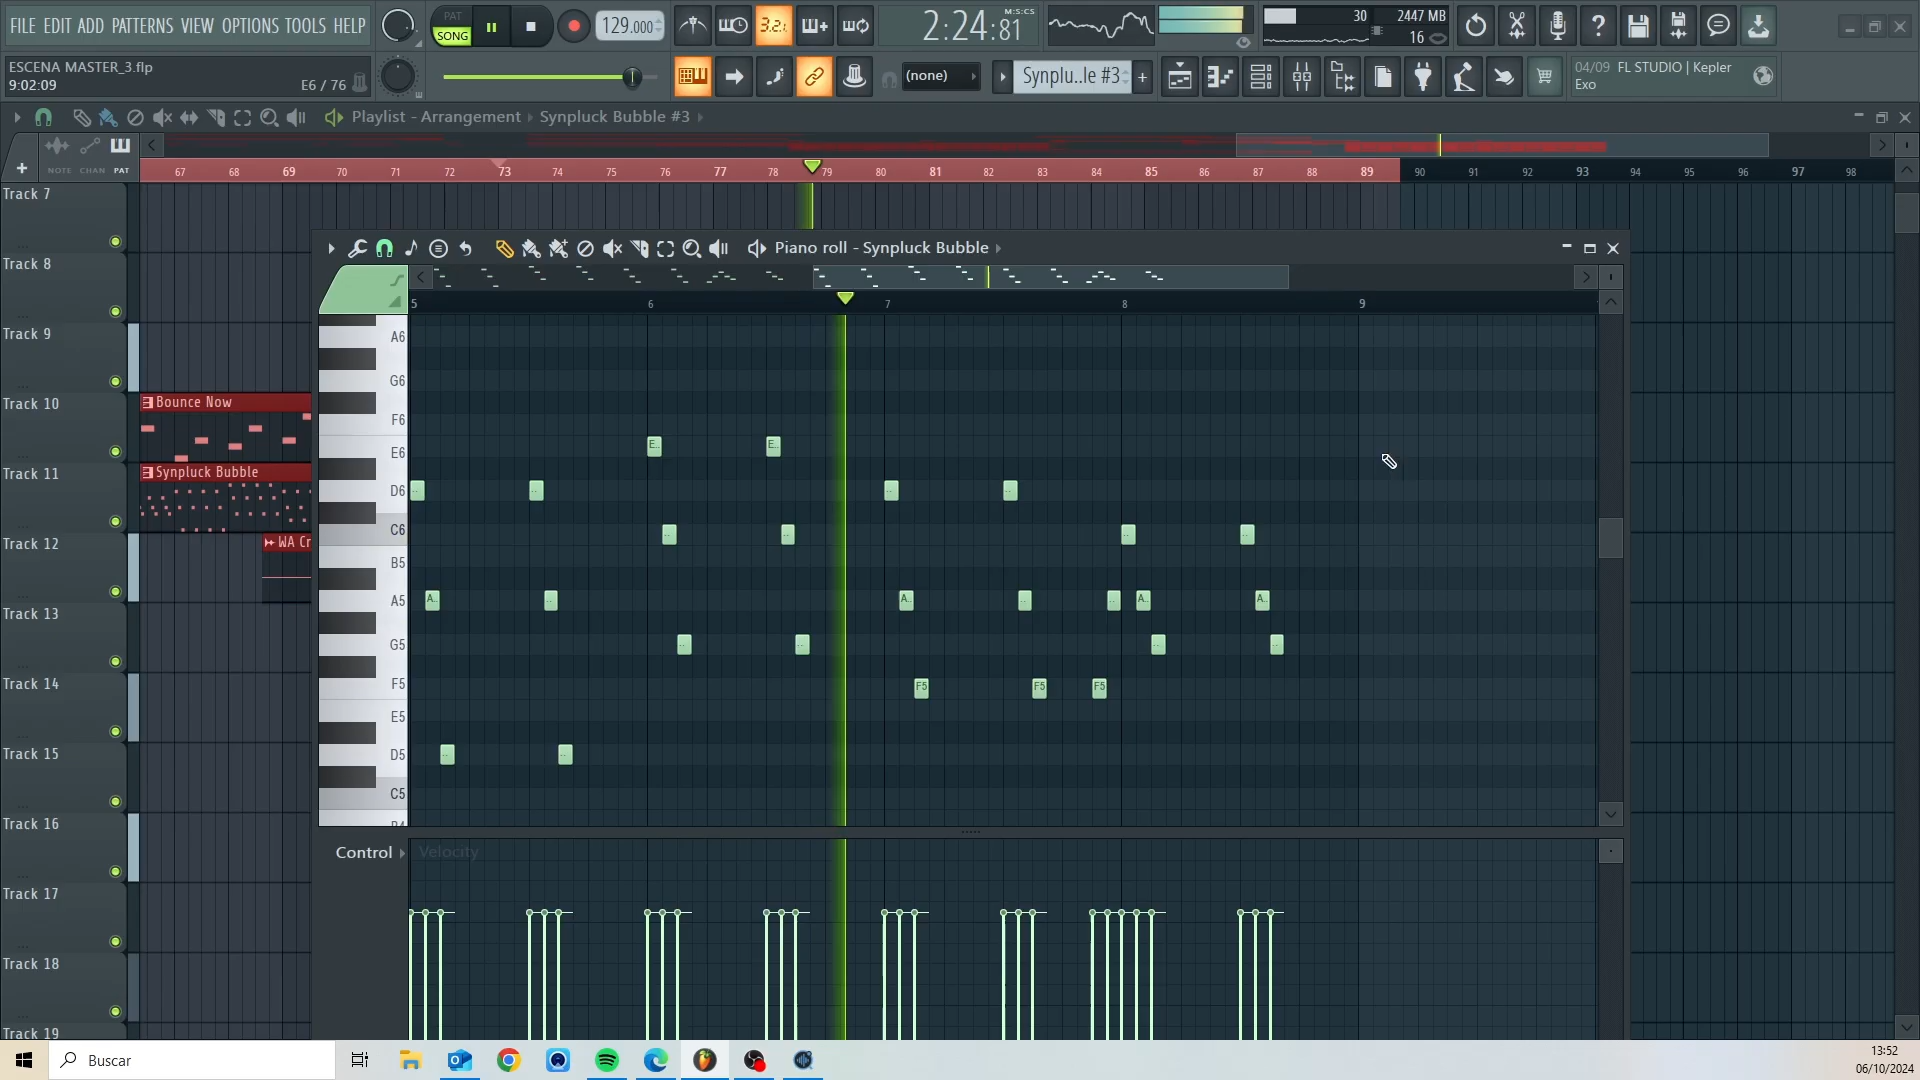 FILE EDIT ADD PATTERNS VIEW OPTIONS TOOLS HELP
PAT
SONG
129.000
3.2.
2:24:81
M:S:CS
30
2447 MB
16
ESCENA MASTER_3.flp
9:02:09
E6 / 76
(none)
Synplu..le #3
04/09 FL STUDIO | Kepler
Exo
Playlist - Arrangement
Synpluck Bubble #3
NOTE CHAN PAT
67 68 69 70 71 72 73 74 75 76 77 78 79 80 81 82 83 84 85 86 87 88 89 90 91 92 93 94 95 96 97 98
Track 7
Track 8
Track 9
Track 10
Track 11
Track 12
Track 13
Track 14
Track 15
Track 16
Track 17
Track 18
Track 19
Bounce Now
Synpluck Bubble
WA Cr
Piano roll - Synpluck Bubble
5 6 7 8 9
A6
G6
F6
E6
D6
C6
B5
A5
G5
F5
E5
D5
C5
E.. E..
A.. A.. A.. A..
F5 F5 F5
Control
Velocity
Buscar
13:52
06/10/2024